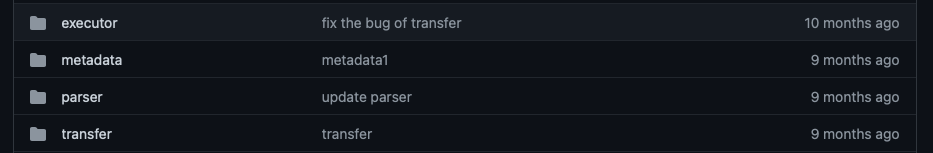 executor fix the bug of transfer 10 months ago
metadata metadata1 9 months ago
parser update parser 9 months ago
transfer transfer 9 months ago